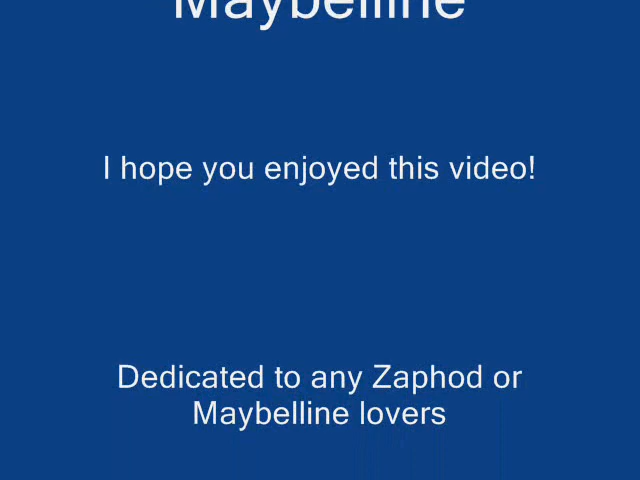 Maybelline
I hope you enjoyed this video!
Dedicated to any Zaphod or
Maybelline lovers